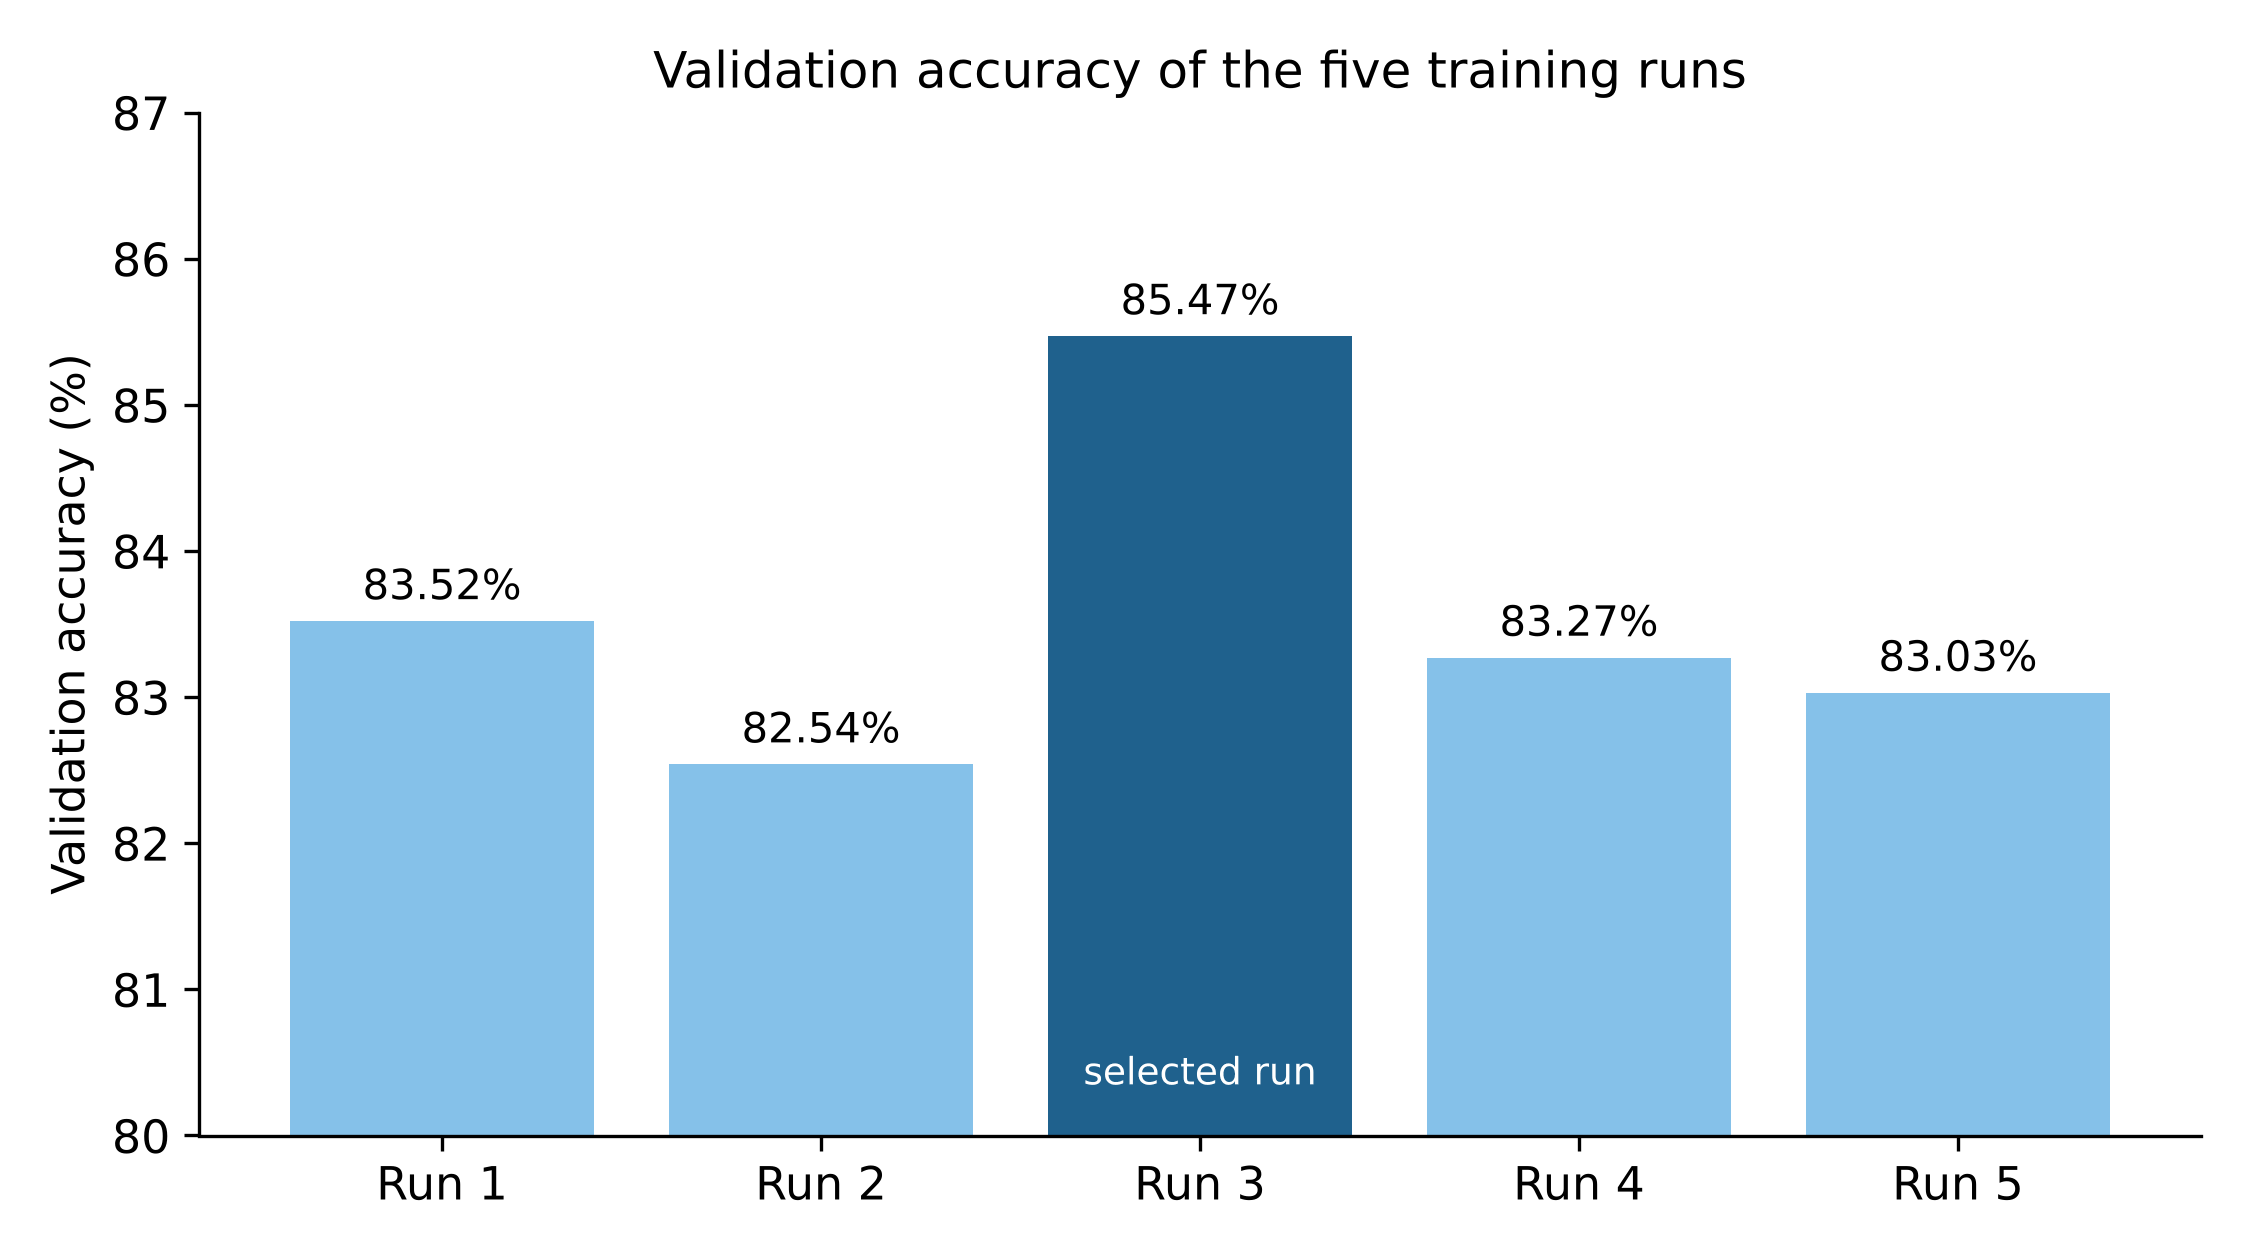 Validation accuracy of the five training runs
Validation accuracy (%)
87
86
85
84
83
82
81
80
83.52%
82.54%
85.47%
83.27%
83.03%
selected run
Run 1
Run 2
Run 3
Run 4
Run 5